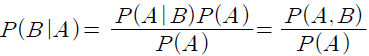 P(B|A) = P(A|B)P(A) / P(A) = P(A,B) / P(A)